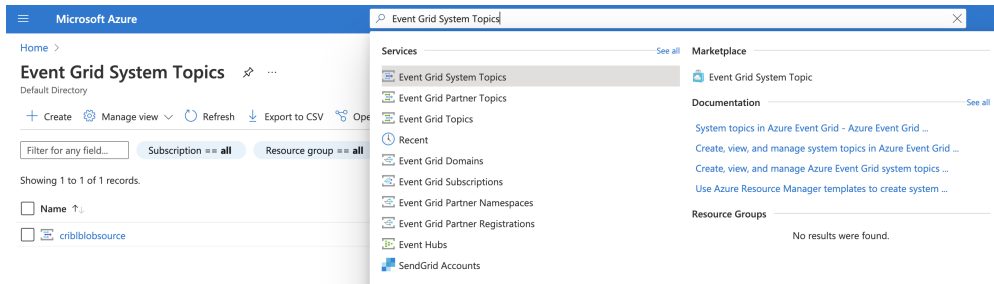 Microsoft Azure
Event Grid System Topics
Home >
Event Grid System Topics
Default Directory
Create Manage view Refresh Export to CSV Ope
Filter for any field... Subscription == all Resource group == all
Showing 1 to 1 of 1 records.
Name ↑↓
criblblobsource
Services See all
Event Grid System Topics
Event Grid Partner Topics
Event Grid Topics
Recent
Event Grid Domains
Event Grid Subscriptions
Event Grid Partner Namespaces
Event Grid Partner Registrations
Event Hubs
SendGrid Accounts
Marketplace
Event Grid System Topic
Documentation See all
System topics in Azure Event Grid - Azure Event Grid ...
Create, view, and manage system topics in Azure Event Grid ...
Create, view, and manage Azure Event Grid system topics ...
Use Azure Resource Manager templates to create system ...
Resource Groups
No results were found.